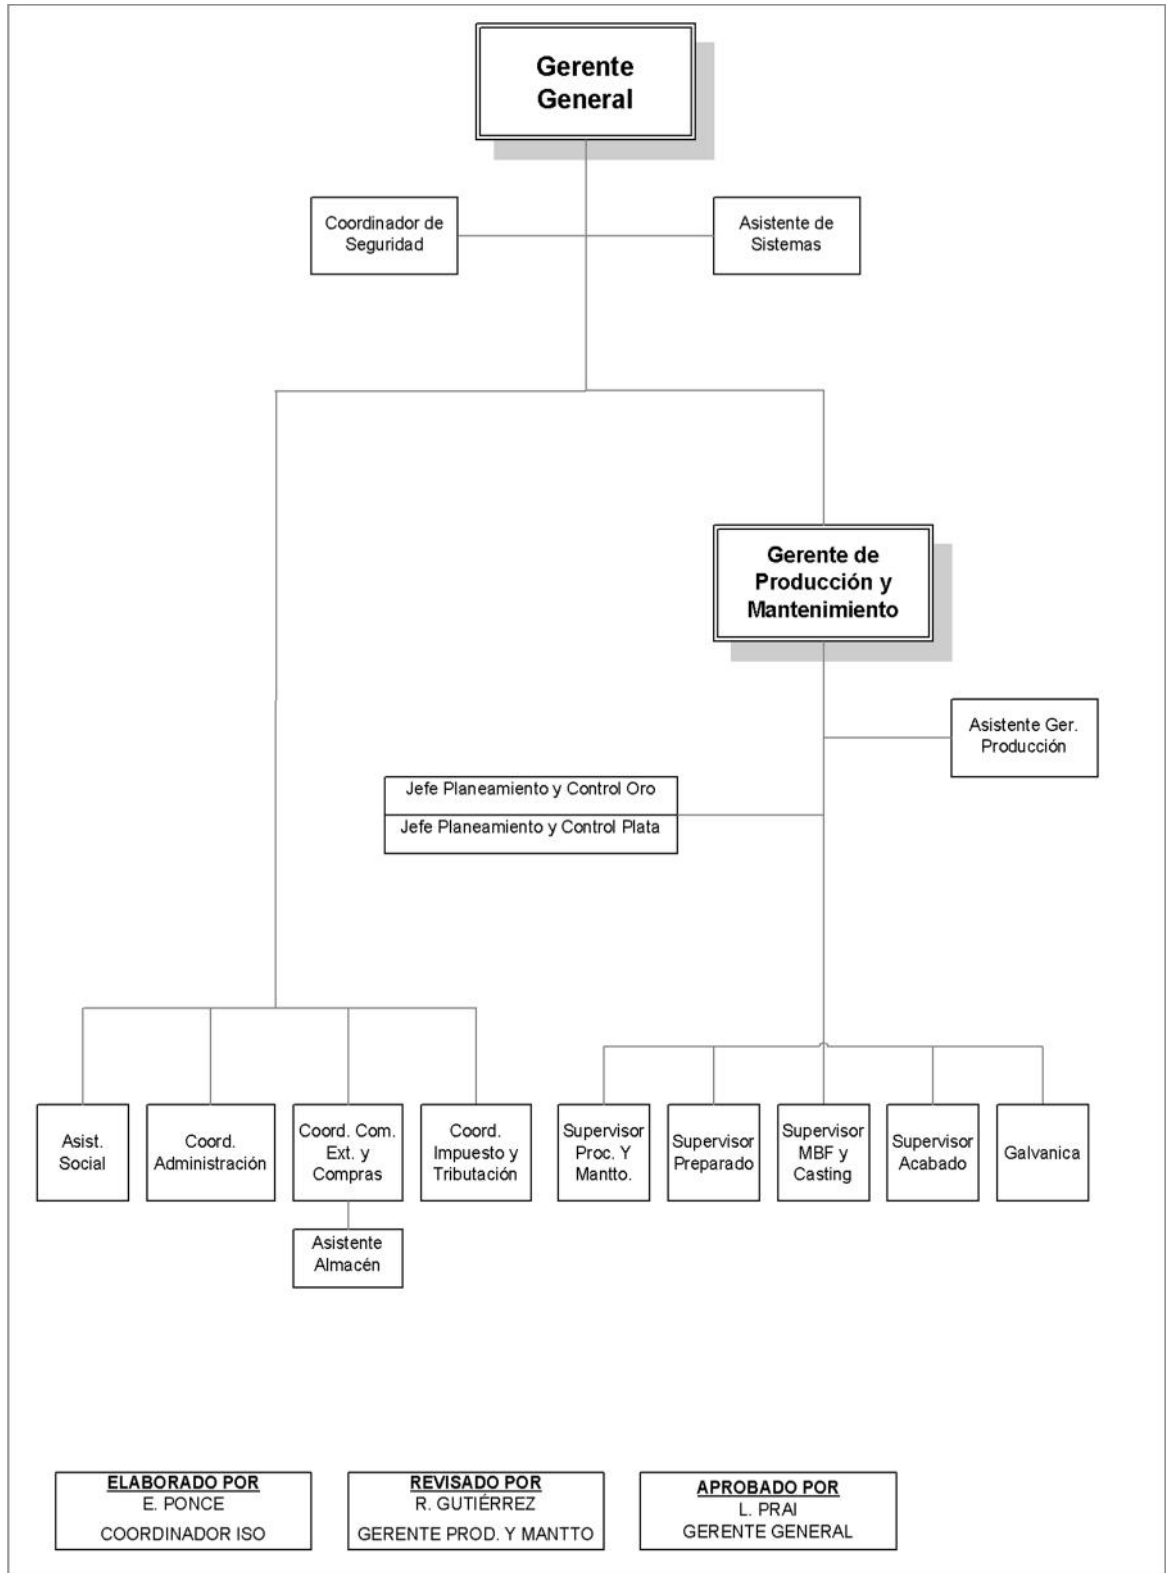 Gerente
General
Coordinador de
Seguridad
Asistente de
Sistemas
Gerente de
Producción y
Mantenimiento
Asistente Ger.
Producción
Jefe Planeamiento y Control Oro
Jefe Planeamiento y Control Plata
Asist.
Social
Coord.
Administración
Coord. Com.
Ext. y
Compras
Coord.
Impuesto y
Tributación
Supervisor
Proc. Y
Mantto.
Supervisor
Preparado
Supervisor
MBF y
Casting
Supervisor
Acabado
Galvanica
Asistente
Almacén
ELABORADO POR
E. PONCE
COORDINADOR ISO
REVISADO POR
R. GUTIÉRREZ
GERENTE PROD. Y MANTTO
APROBADO POR
L. PRAI
GERENTE GENERAL